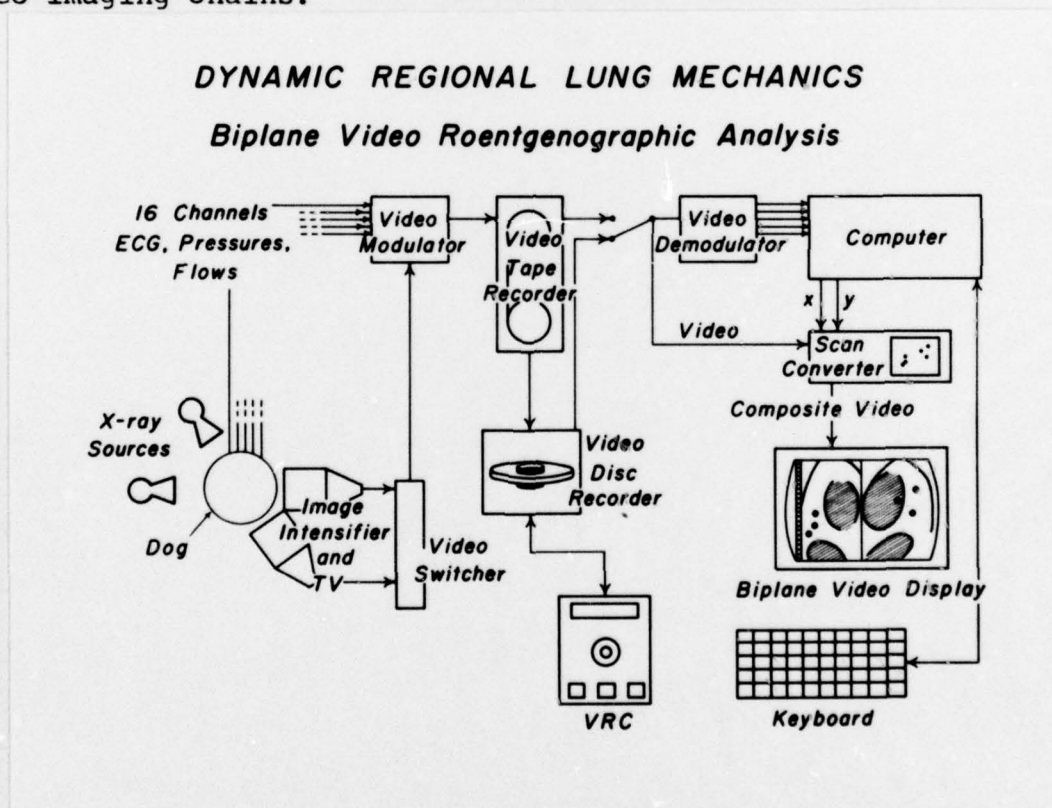 Imaging Chains.
DYNAMIC REGIONAL LUNG MECHANICS
Biplane Video Roentgenographic Analysis
16 Channels
ECG, Pressures,
Flows
Video
Modulator
Video
Tape
Recorder
Video
Demodulator
Computer
x y
Video
Scan
Converter
Composite Video
X-ray
Sources
Dog
Image
Intensifier
and
TV
Video
Switcher
Video
Disc
Recorder
Biplane Video Display
VRC
Keyboard